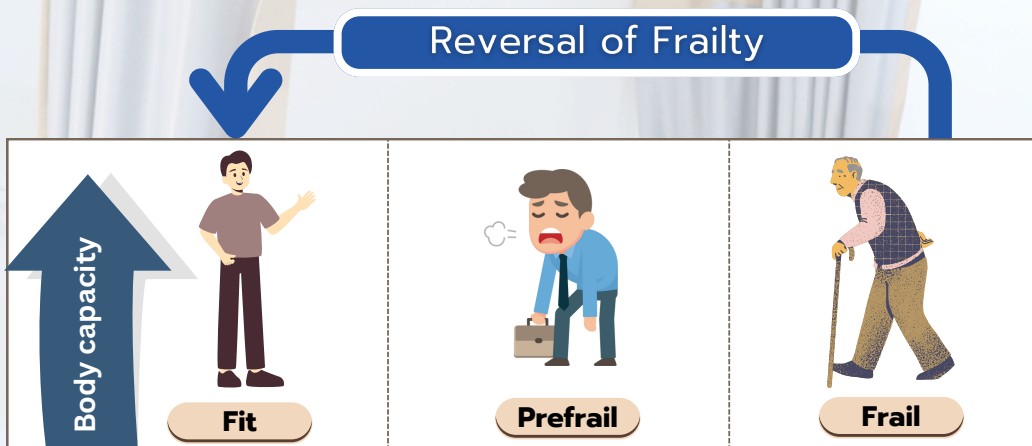 Reversal of Frailty
Body capacity
Fit
Prefrail
Frail